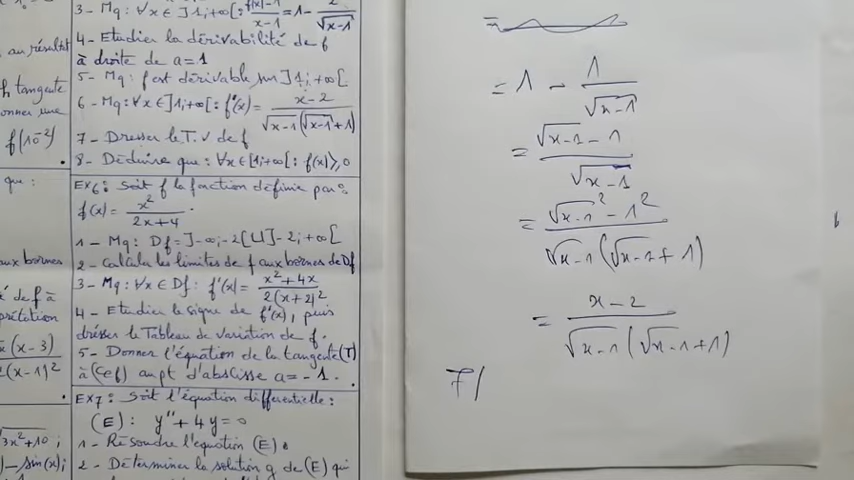 au résultat
tangente
onner une
f(10⁻²)
que :
aux bornes
é de f à
prétation
x(x-3)
2(x-1)²
√3x²+10 ;
- sin(x) ;
3 - Mq : ∀x ∈ ]1;+∞[ : f(x)-1 / x-1 = 1 - 2/√x-1
4 - Etudier la dérivabilité de f
à droite de a = 1
5 - Mq : f est dérivable sur ]1;+∞[
6 - Mq : ∀x ∈ ]1;+∞[ : f'(x) = x-2 / √x-1(√x-1+1)
7 - Dresser le T.V de f
8 - Déduire que : ∀x ∈ [1;+∞[ : f(x) ⩾ 0
EX6 : soit f la fonction définie par :
f(x) = x² / 2x+4 .
1 - Mq : Df = ]-∞;-2[ U ]-2;+∞[
2 - Calculer les limites de f aux bornes de Df
3 - Mq : ∀x ∈ Df : f'(x) = x²+4x / 2(x+2)²
4 - Etudier le signe de f'(x), puis
drésser le Tableau de variation de f.
5 - Donner l'équation de la tangente (T)
à (Cf) au pt d'abscisse a = -1.
EX7 : soit l'équation différentielle :
(E) : y'' + 4y = 0
1 - Résoudre l'équation (E).
2 - Déterminer la solution g de (E) qui
=
= 1 - 1/√x-1
= √x-1 - 1 / √x-1
= √x-1² - 1² / √x-1(√x-1+1)
= x-2 / √x-1(√x-1+1)
7/